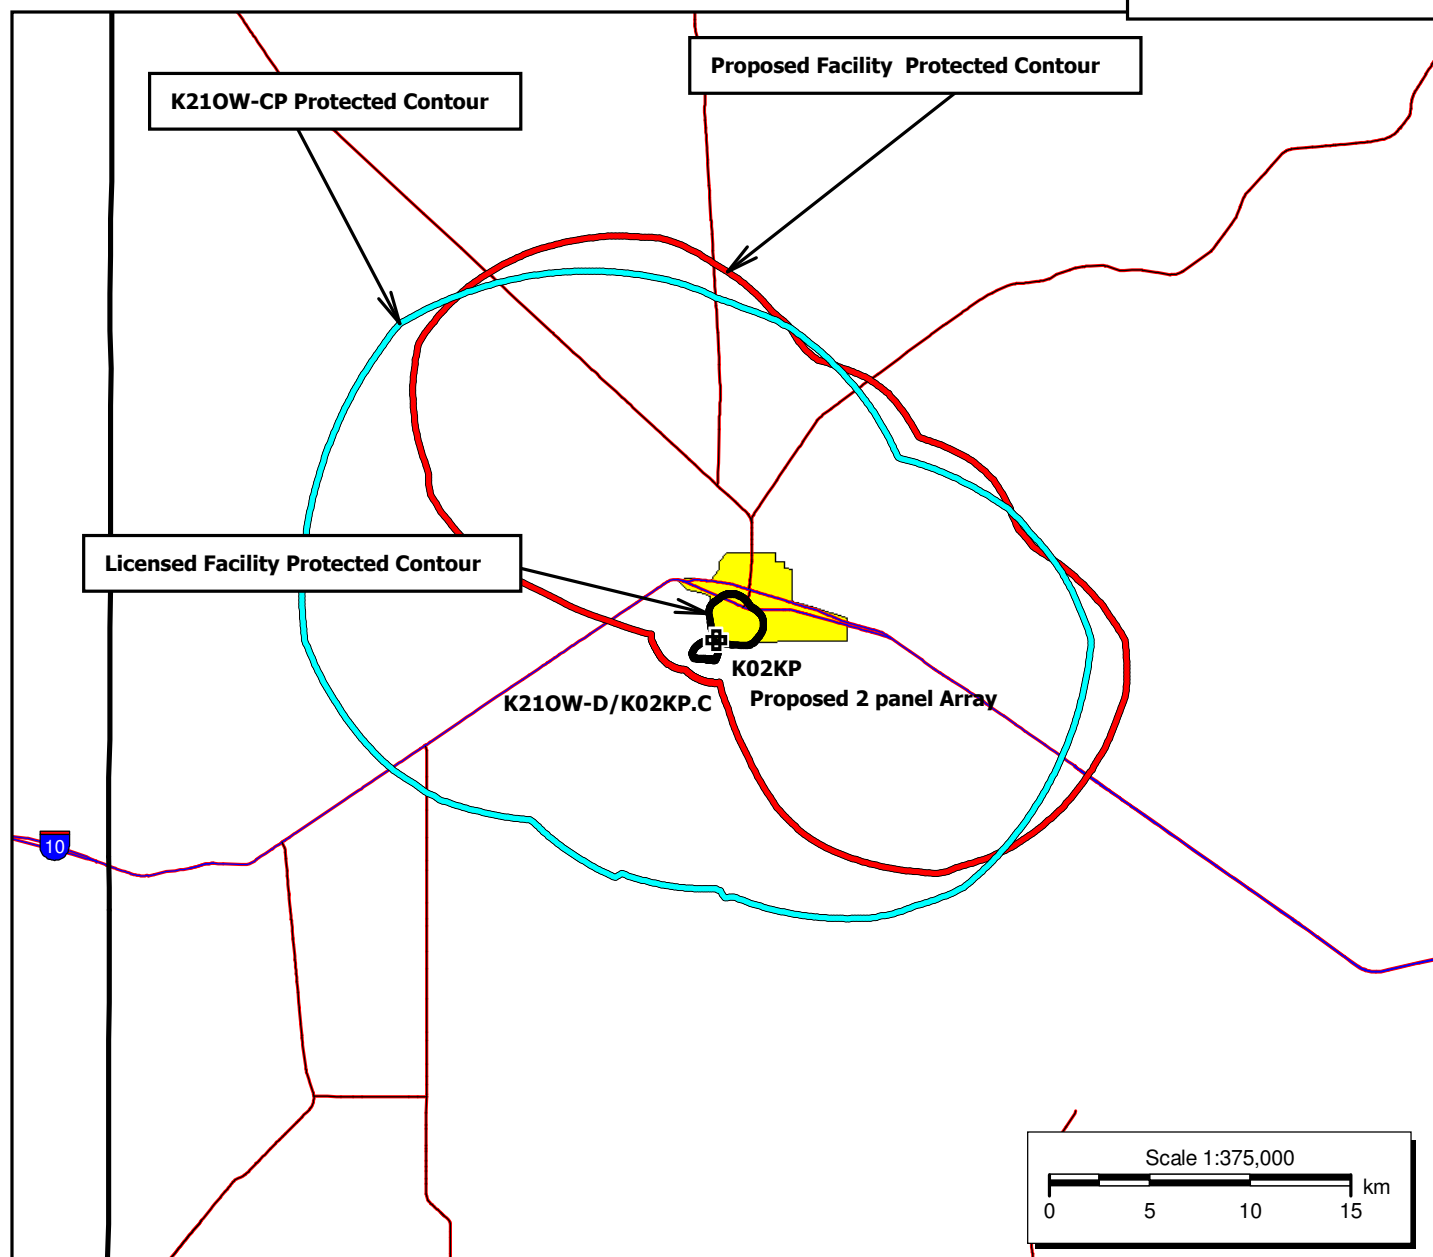 Proposed Facility  Protected Contour
K21OW-CP Protected Contour
Licensed Facility Protected Contour
K02KP
K21OW-D/K02KP.C
Proposed 2 panel Array
10
Scale 1:375,000
km
0 5 10 15